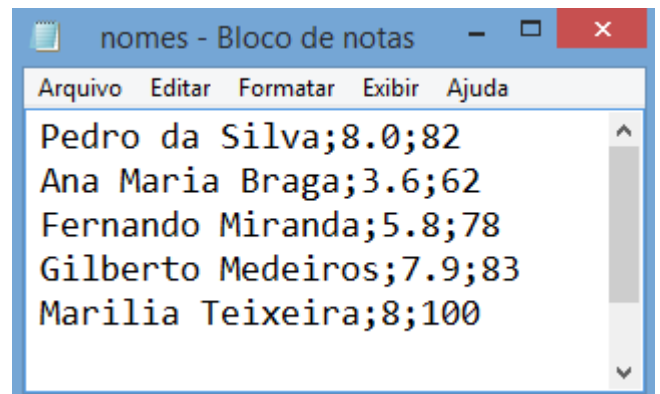 nomes - Bloco de notas
Arquivo Editar Formatar Exibir Ajuda
Pedro da Silva;8.0;82
Ana Maria Braga;3.6;62
Fernando Miranda;5.8;78
Gilberto Medeiros;7.9;83
Marilia Teixeira;8;100